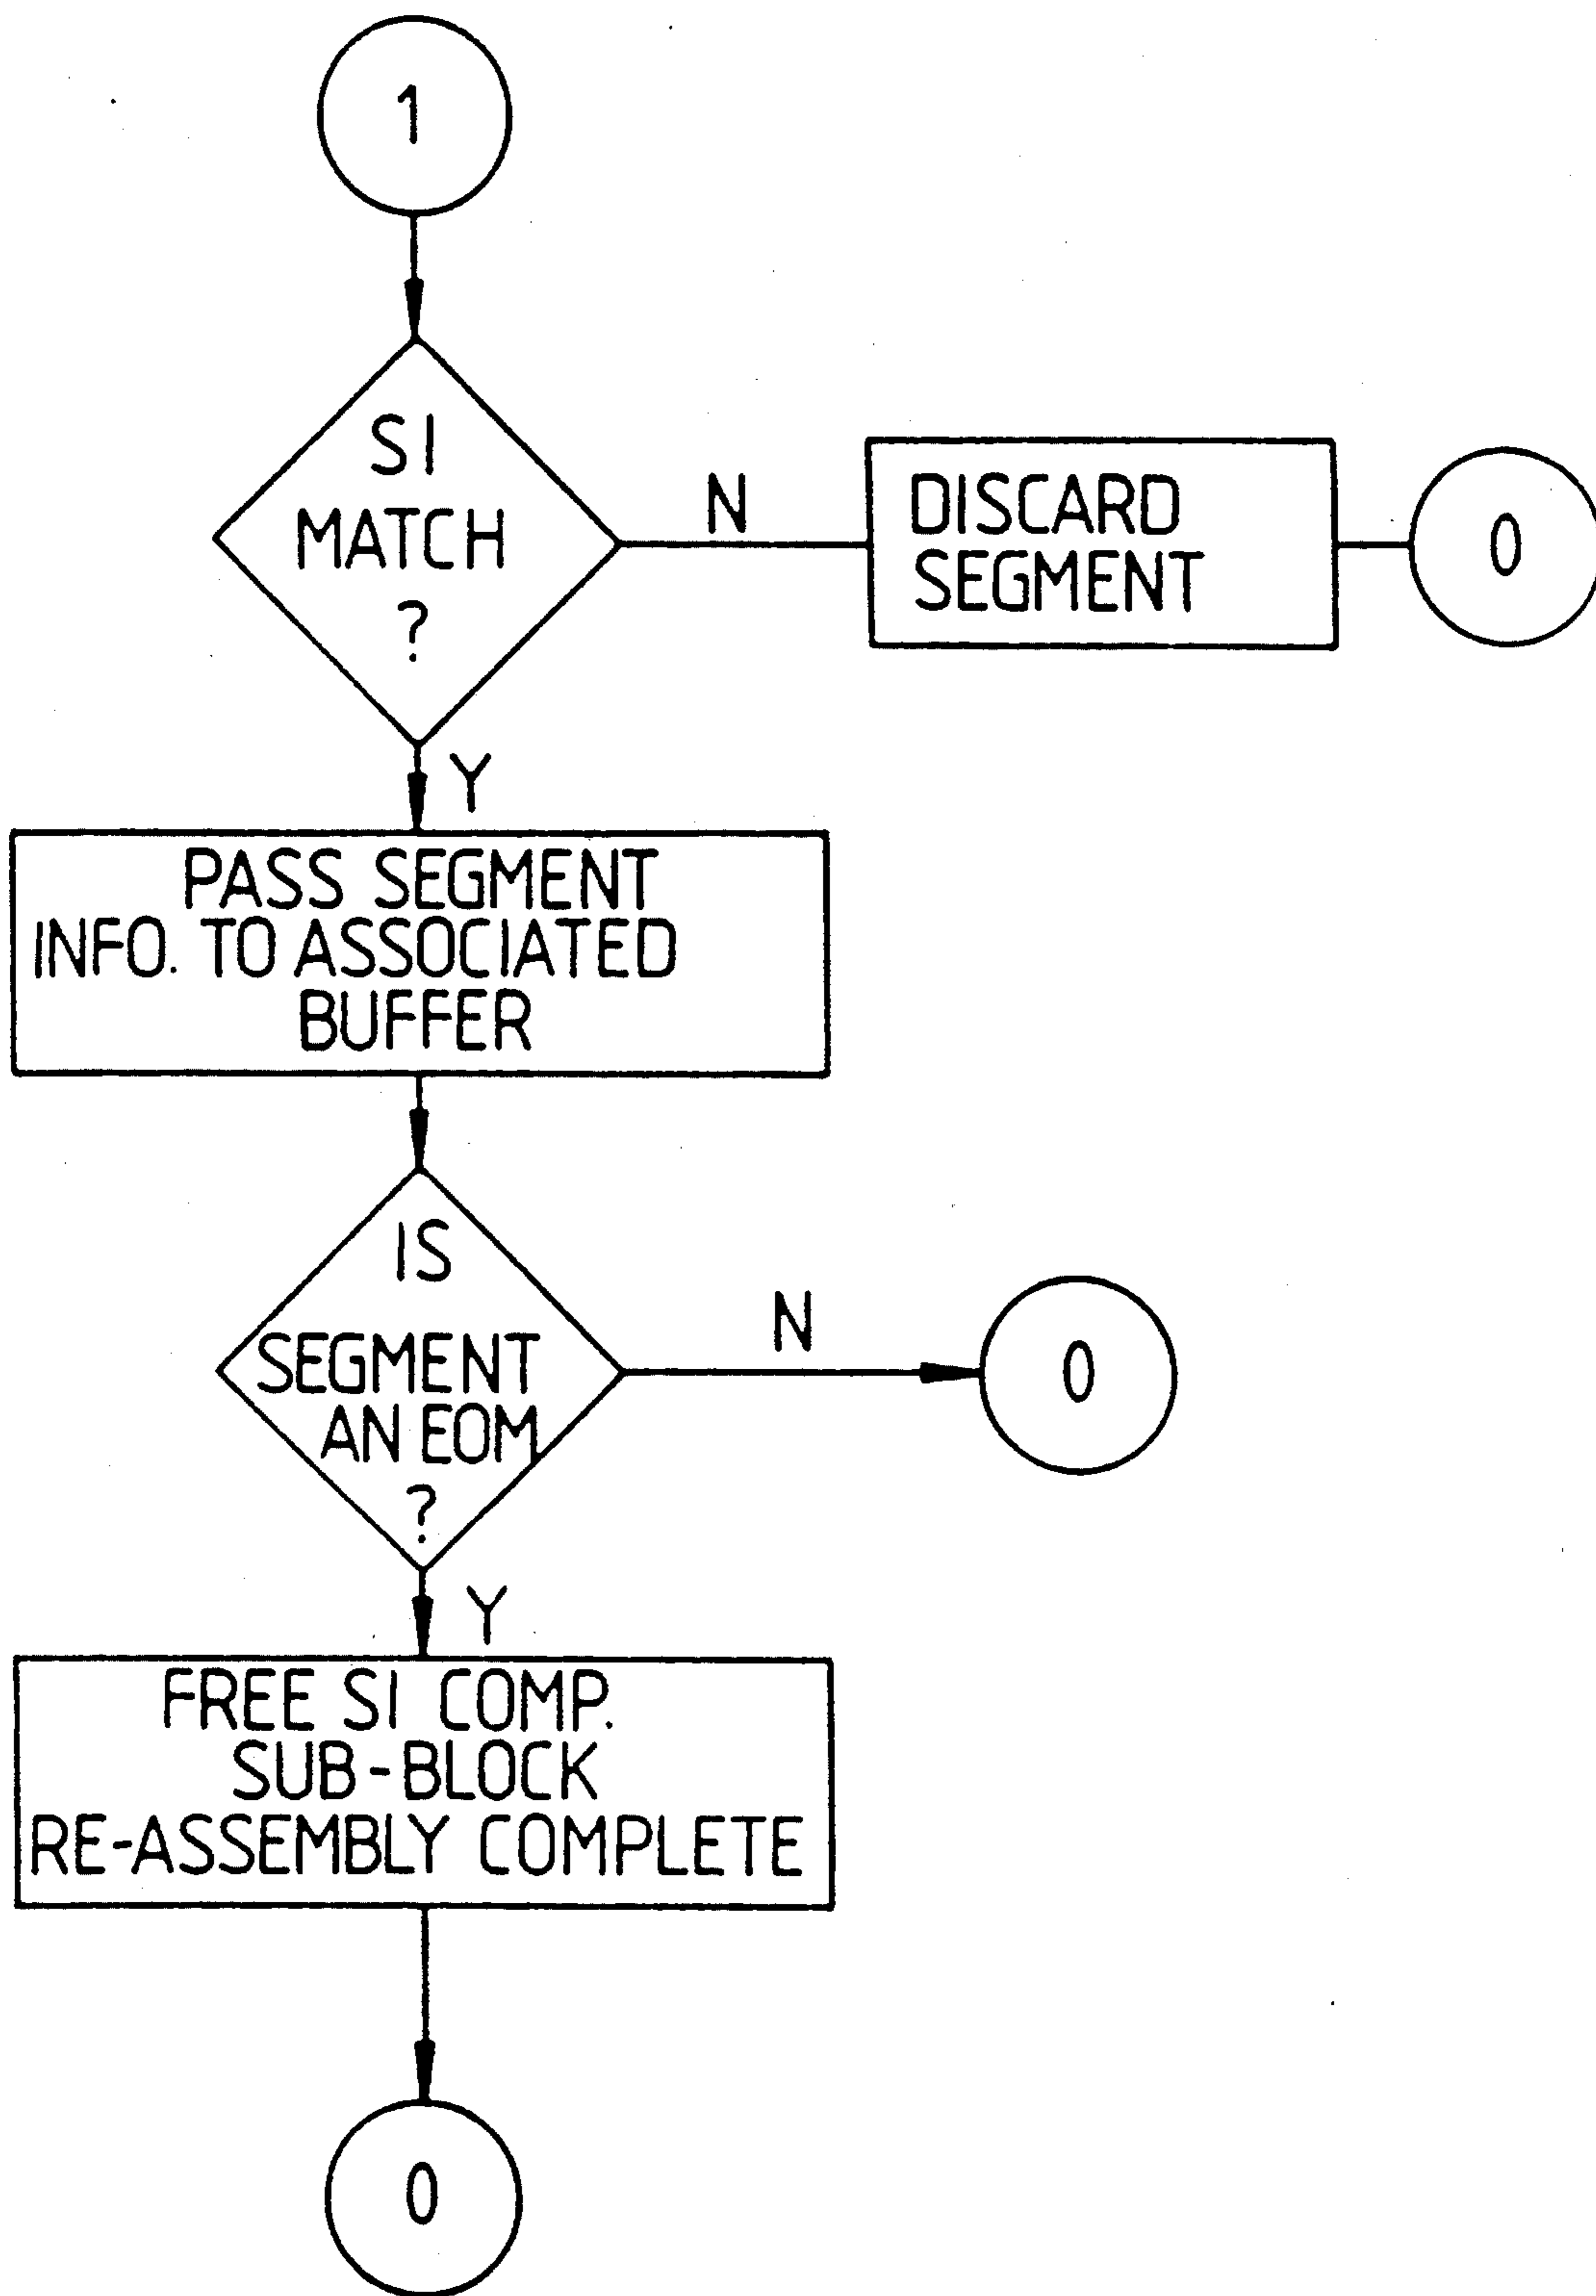 1
SI
MATCH
?
N
DISCARD
SEGMENT
0
Y
PASS SEGMENT
INFO. TO ASSOCIATED
BUFFER
IS
SEGMENT
AN EOM
?
N
0
Y
FREE SI COMP.
SUB-BLOCK
RE-ASSEMBLY COMPLETE
0